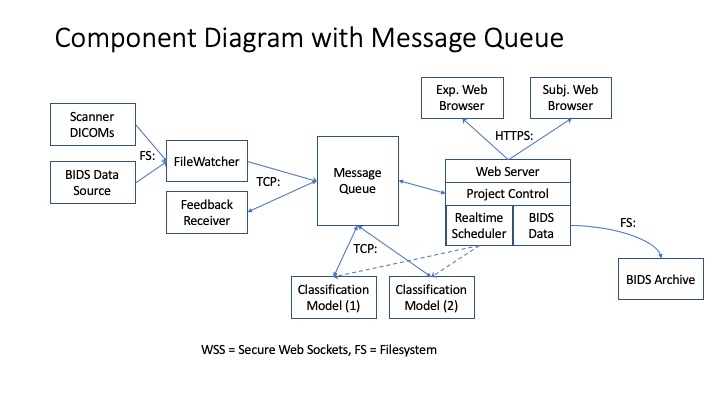 Component Diagram with Message Queue
Exp. Web
Browser
Subj. Web
Browser
Scanner
DICOMs
HTTPS:
FS:
FileWatcher
BIDS Data
Source
TCP:
Message
Queue
Web Server
Project Control
Feedback
Receiver
Realtime
Scheduler
BIDS
Data
FS:
TCP:
BIDS Archive
Classification
Model (1)
Classification
Model (2)
WSS = Secure Web Sockets, FS = Filesystem